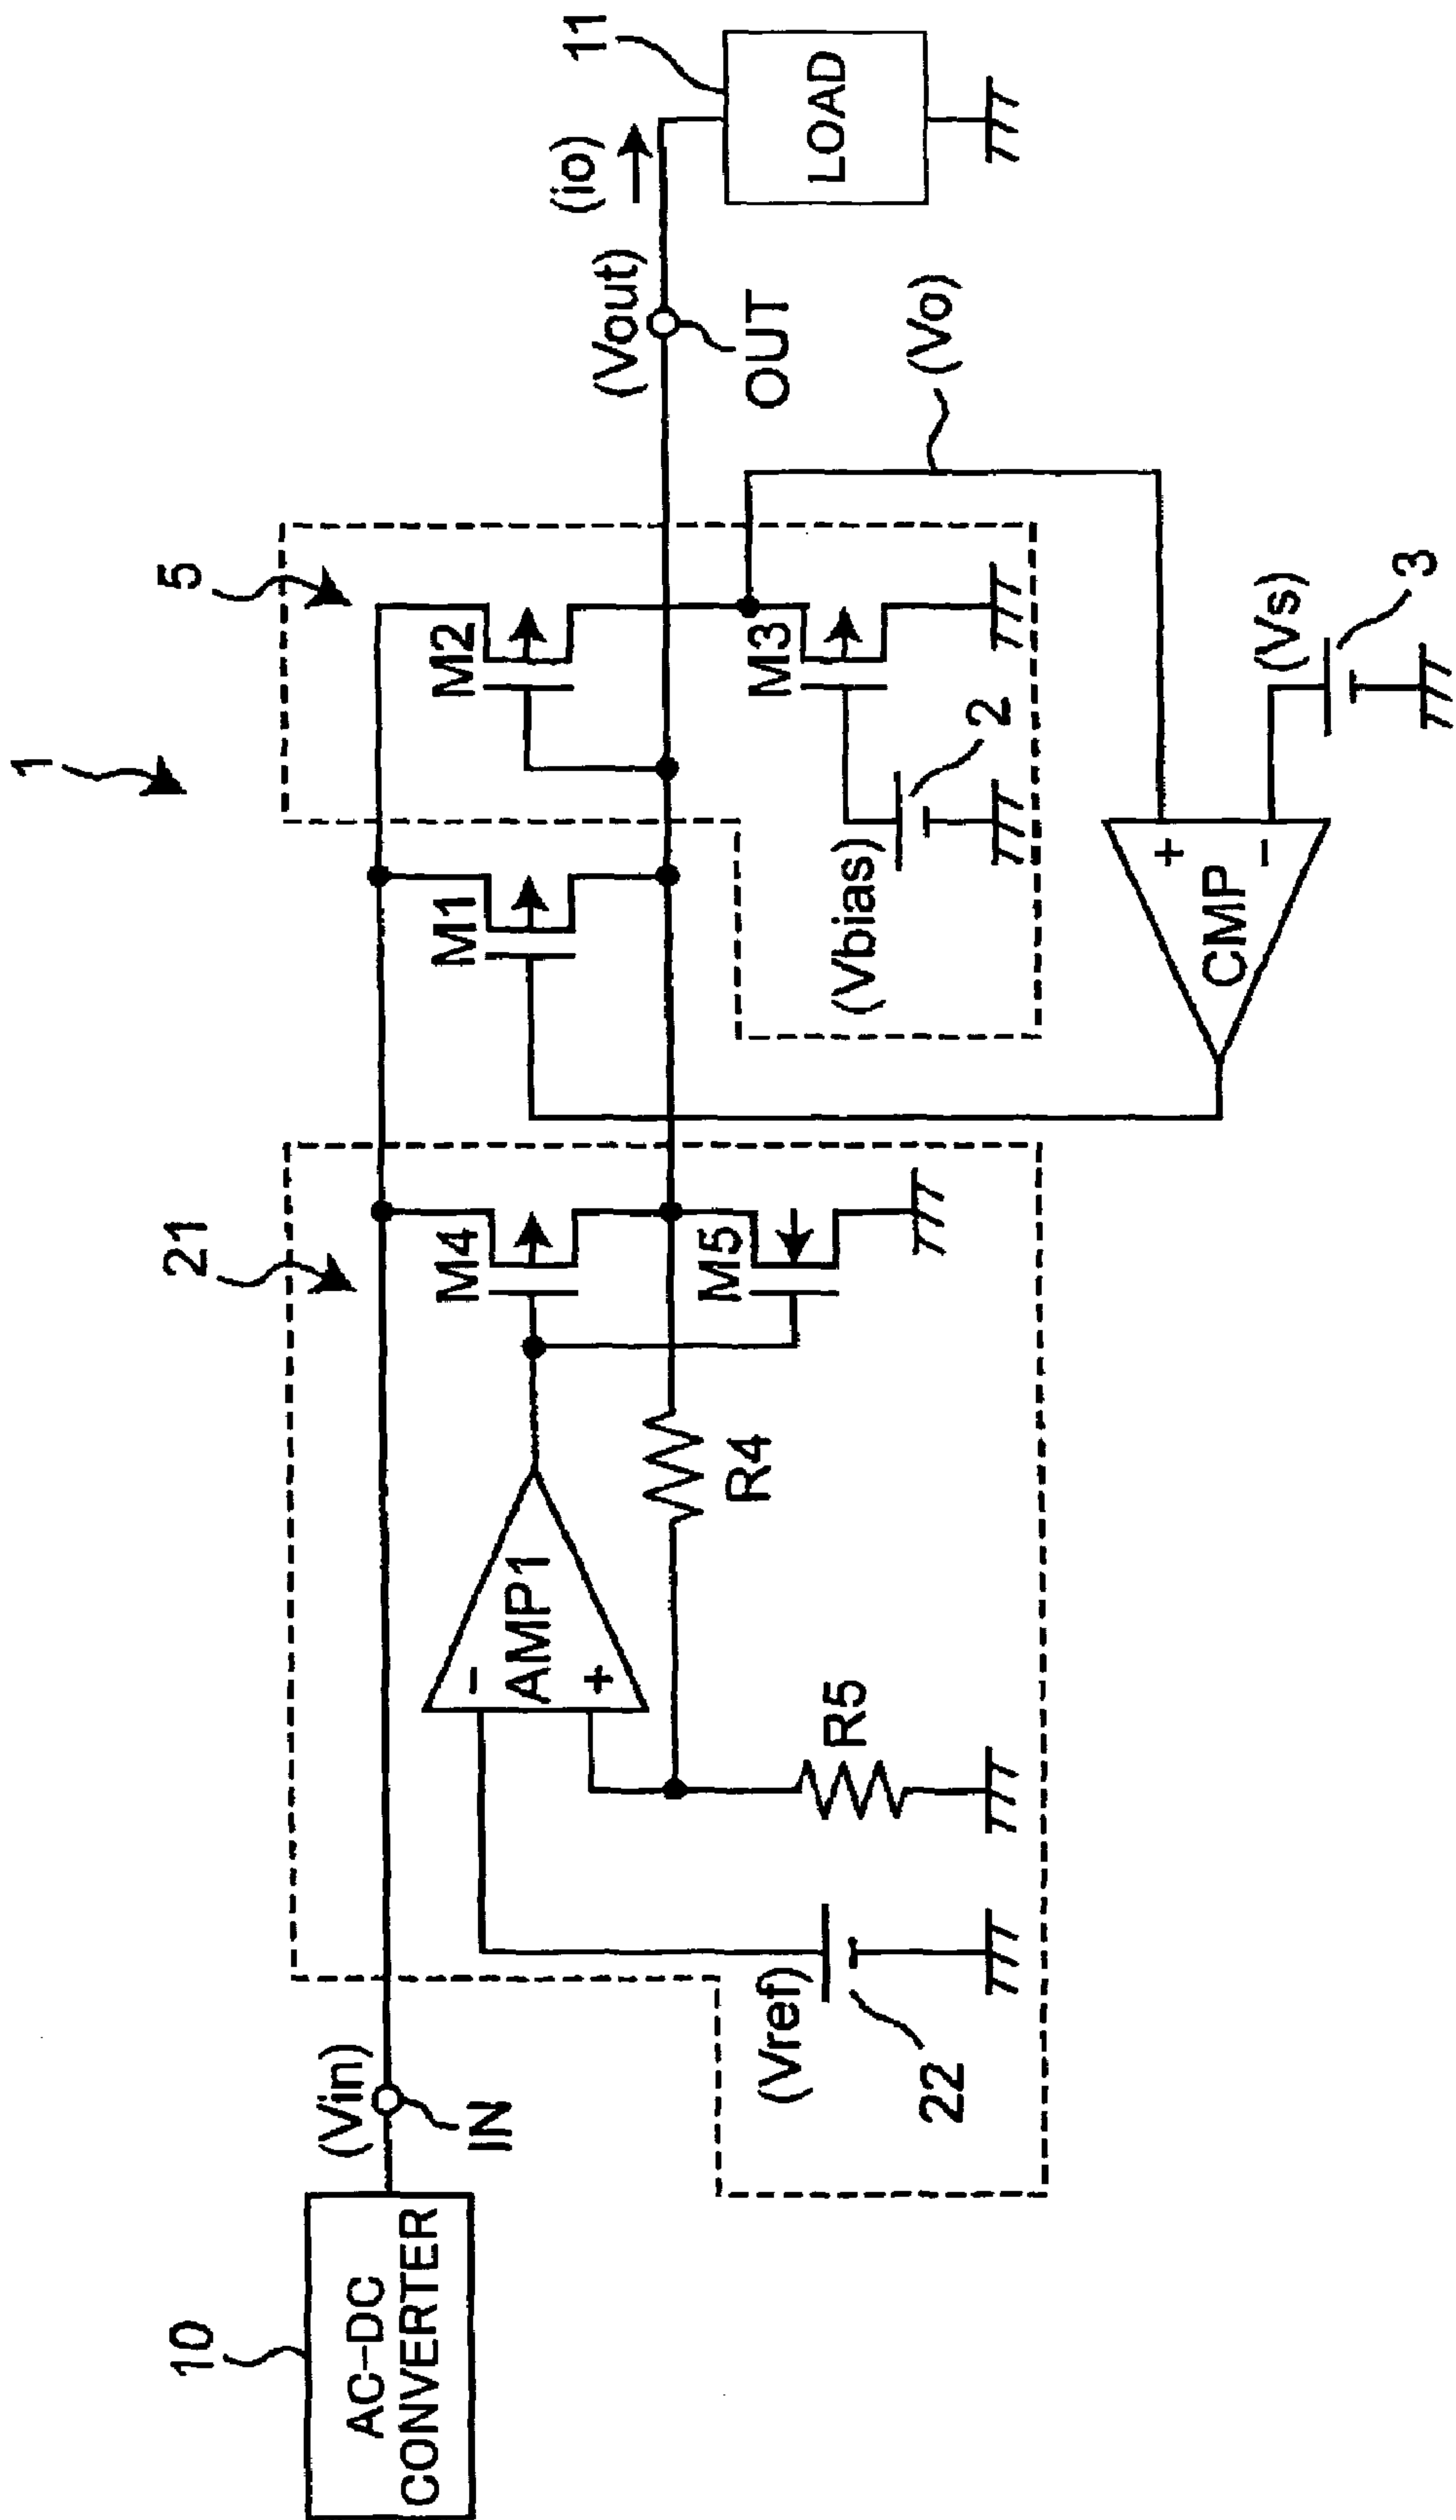 1
10
AC-DC
CONVERTER
(Vin)
IN
21
AMP1
-
+
M4
M5
R4
R5
(Vref)
22
M1
5
M2
M3
(Vbias)
2
(Vout)
OUT
(io)
11
LOAD
(Vo)
CMP
+
-
(Vs)
3